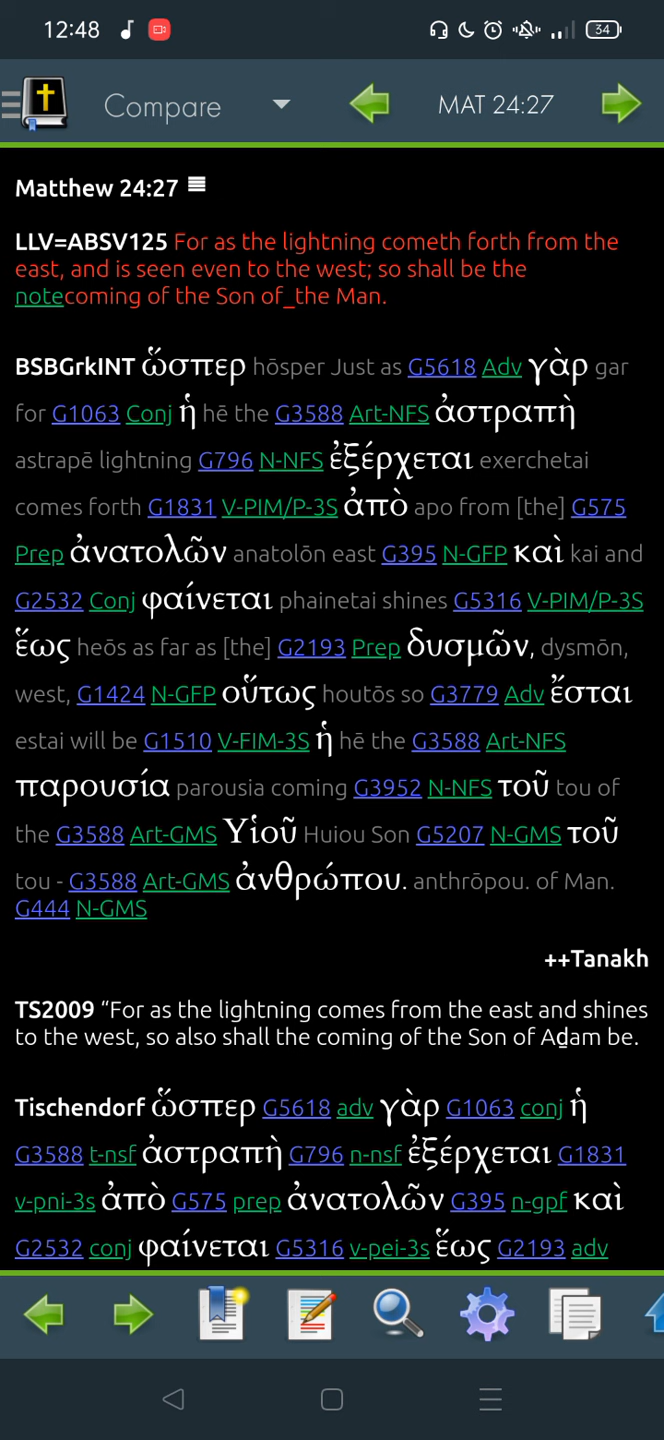 12:48 34
Compare MAT 24:27
Matthew 24:27
LLV=ABSV125 For as the lightning cometh forth from the
east, and is seen even to the west; so shall be the
notecoming of the Son of_the Man.
BSBGrkINT ὥσπερ hōsper Just as G5618 Adv γὰρ gar
for G1063 Conj ἡ hē the G3588 Art-NFS ἀστραπὴ
astrapē lightning G796 N-NFS ἐξέρχεται exerchetai
comes forth G1831 V-PIM/P-3S ἀπὸ apo from [the] G575
Prep ἀνατολῶν anatolōn east G395 N-GFP καὶ kai and
G2532 Conj φαίνεται phainetai shines G5316 V-PIM/P-3S
ἕως heōs as far as [the] G2193 Prep δυσμῶν, dysmōn,
west, G1424 N-GFP οὕτως houtōs so G3779 Adv ἔσται
estai will be G1510 V-FIM-3S ἡ hē the G3588 Art-NFS
παρουσία parousia coming G3952 N-NFS τοῦ tou of
the G3588 Art-GMS Υἱοῦ Huiou Son G5207 N-GMS τοῦ
tou - G3588 Art-GMS ἀνθρώπου. anthrōpou. of Man.
G444 N-GMS
++Tanakh
TS2009 “For as the lightning comes from the east and shines
to the west, so also shall the coming of the Son of Aḏam be.
Tischendorf ὥσπερ G5618 adv γὰρ G1063 conj ἡ
G3588 t-nsf ἀστραπὴ G796 n-nsf ἐξέρχεται G1831
v-pni-3s ἀπὸ G575 prep ἀνατολῶν G395 n-gpf καὶ
G2532 conj φαίνεται G5316 v-pei-3s ἕως G2193 adv